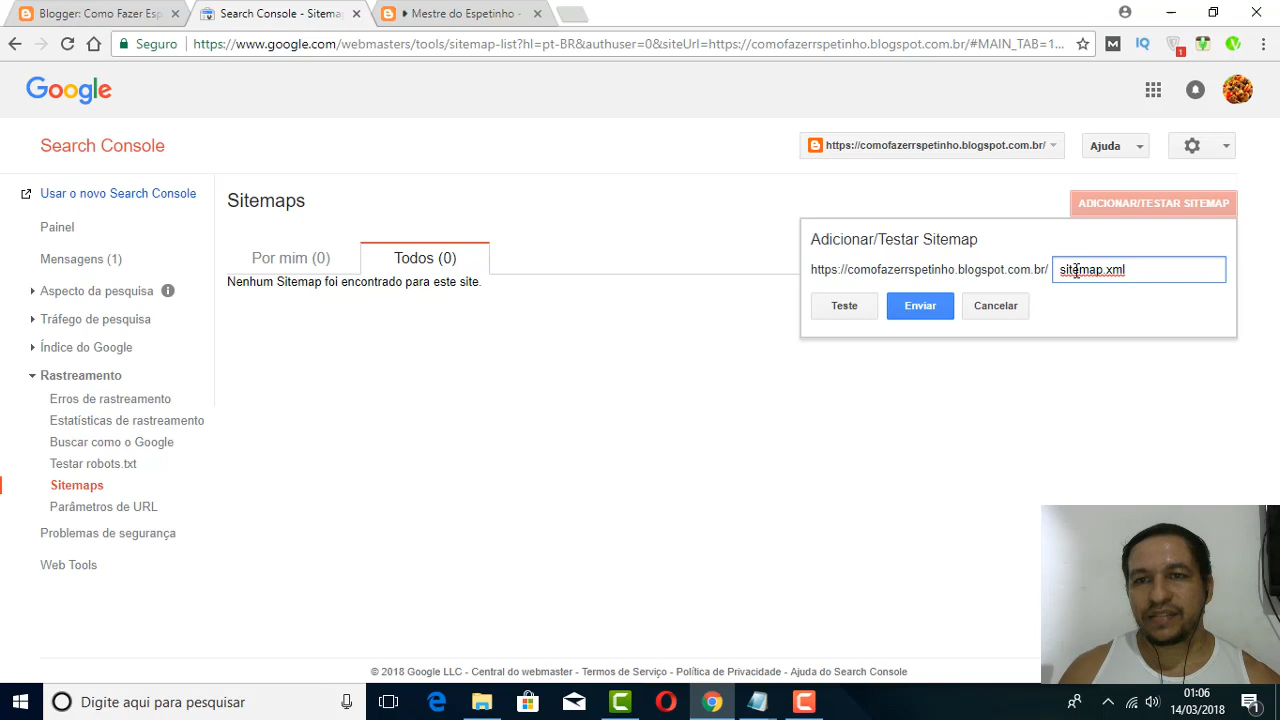 Blogger: Como Fazer Esp
Search Console - Sitema
Mestre do Espetinho -
Seguro
https://www.google.com/webmasters/tools/sitemap-list?hl=pt-BR&authuser=0&siteUrl=https://comofazerrspetinho.blogspot.com.br/#MAIN_TAB=1...
M
IQ
1
Google
Search Console
https://comofazerrspetinho.blogspot.com.br/
Ajuda
Usar o novo Search Console
Sitemaps
ADICIONAR/TESTAR SITEMAP
Painel
Mensagens (1)
Aspecto da pesquisa
Tráfego de pesquisa
Índice do Google
Rastreamento
Erros de rastreamento
Estatísticas de rastreamento
Buscar como o Google
Testar robots.txt
Sitemaps
Parâmetros de URL
Problemas de segurança
Web Tools
Por mim (0)
Todos (0)
Nenhum Sitemap foi encontrado para este site.
Adicionar/Testar Sitemap
https://comofazerrspetinho.blogspot.com.br/ sitemap.xml
Teste
Enviar
Cancelar
© 2018 Google LLC - Central do webmaster - Termos de Serviço - Política de Privacidade - Ajuda do Search Console
Digite aqui para pesquisar
01:06
14/03/2018
1